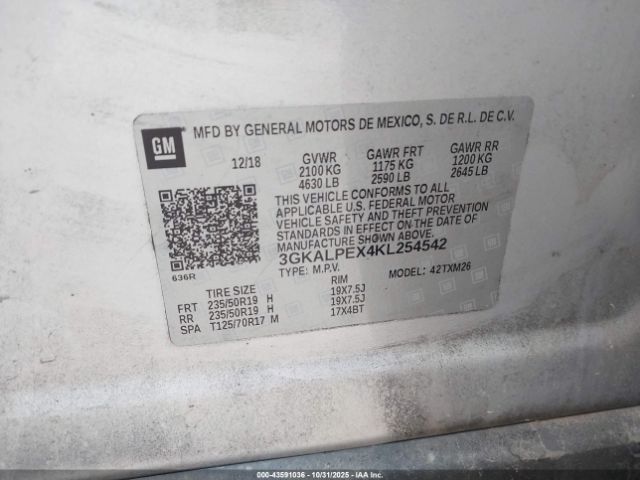 GM
MFD BY GENERAL MOTORS DE MEXICO, S. DE R.L. DE C.V.
12/18 GVWR GAWR FRT GAWR RR
2100 KG 1175 KG 1200 KG
4630 LB 2590 LB 2645 LB
THIS VEHICLE CONFORMS TO ALL
APPLICABLE U.S. FEDERAL MOTOR
VEHICLE SAFETY AND THEFT PREVENTION
STANDARDS IN EFFECT ON THE DATE OF
MANUFACTURE SHOWN ABOVE.
3GKALPEX4KL254542
636R TYPE: M.P.V. MODEL: 42TXM26
TIRE SIZE RIM
FRT 235/50R19 H 19X7.5J
RR 235/50R19 H 19X7.5J
SPA T125/70R17 M 17X4BT
00-43591036 - 10/31/2025 - IAA Inc.